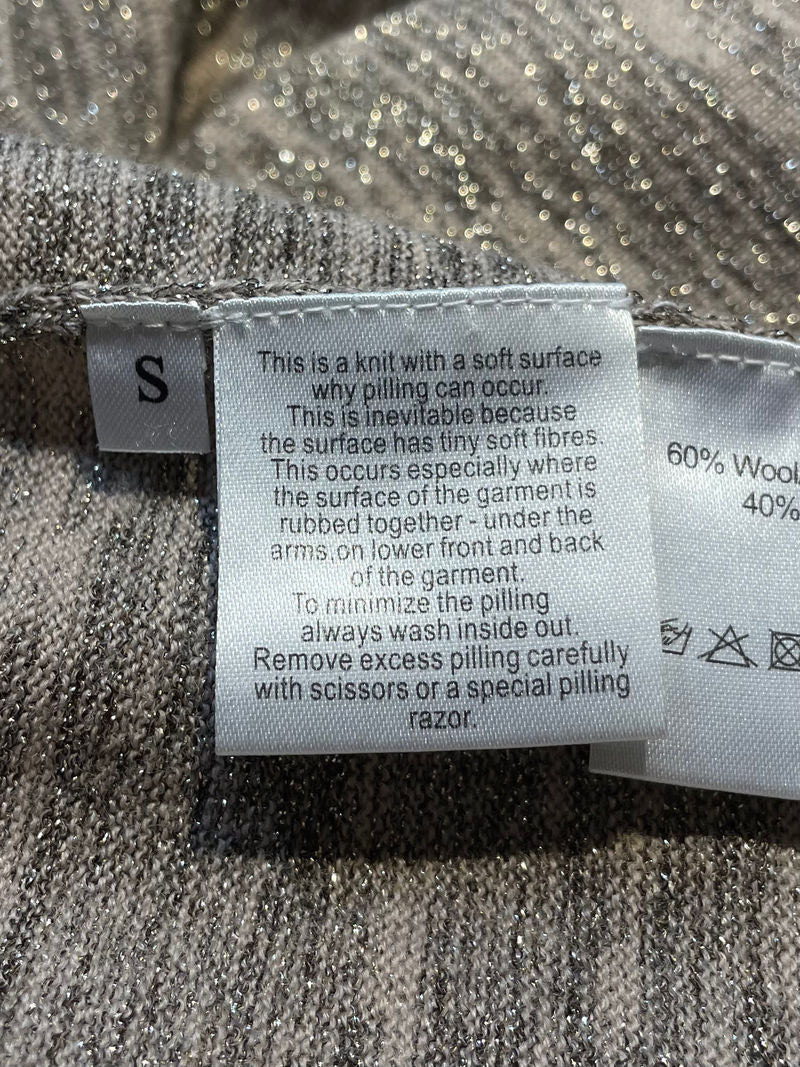 S
This is a knit with a soft surface
why pilling can occur.
This is inevitable because
the surface has tiny soft fibres.
This occurs especially where
the surface of the garment is
rubbed together - under the
arms,on lower front and back
of the garment.
To minimize the pilling
always wash inside out.
Remove excess pilling carefully
with scissors or a special pilling
razor.
60% Wool
40%